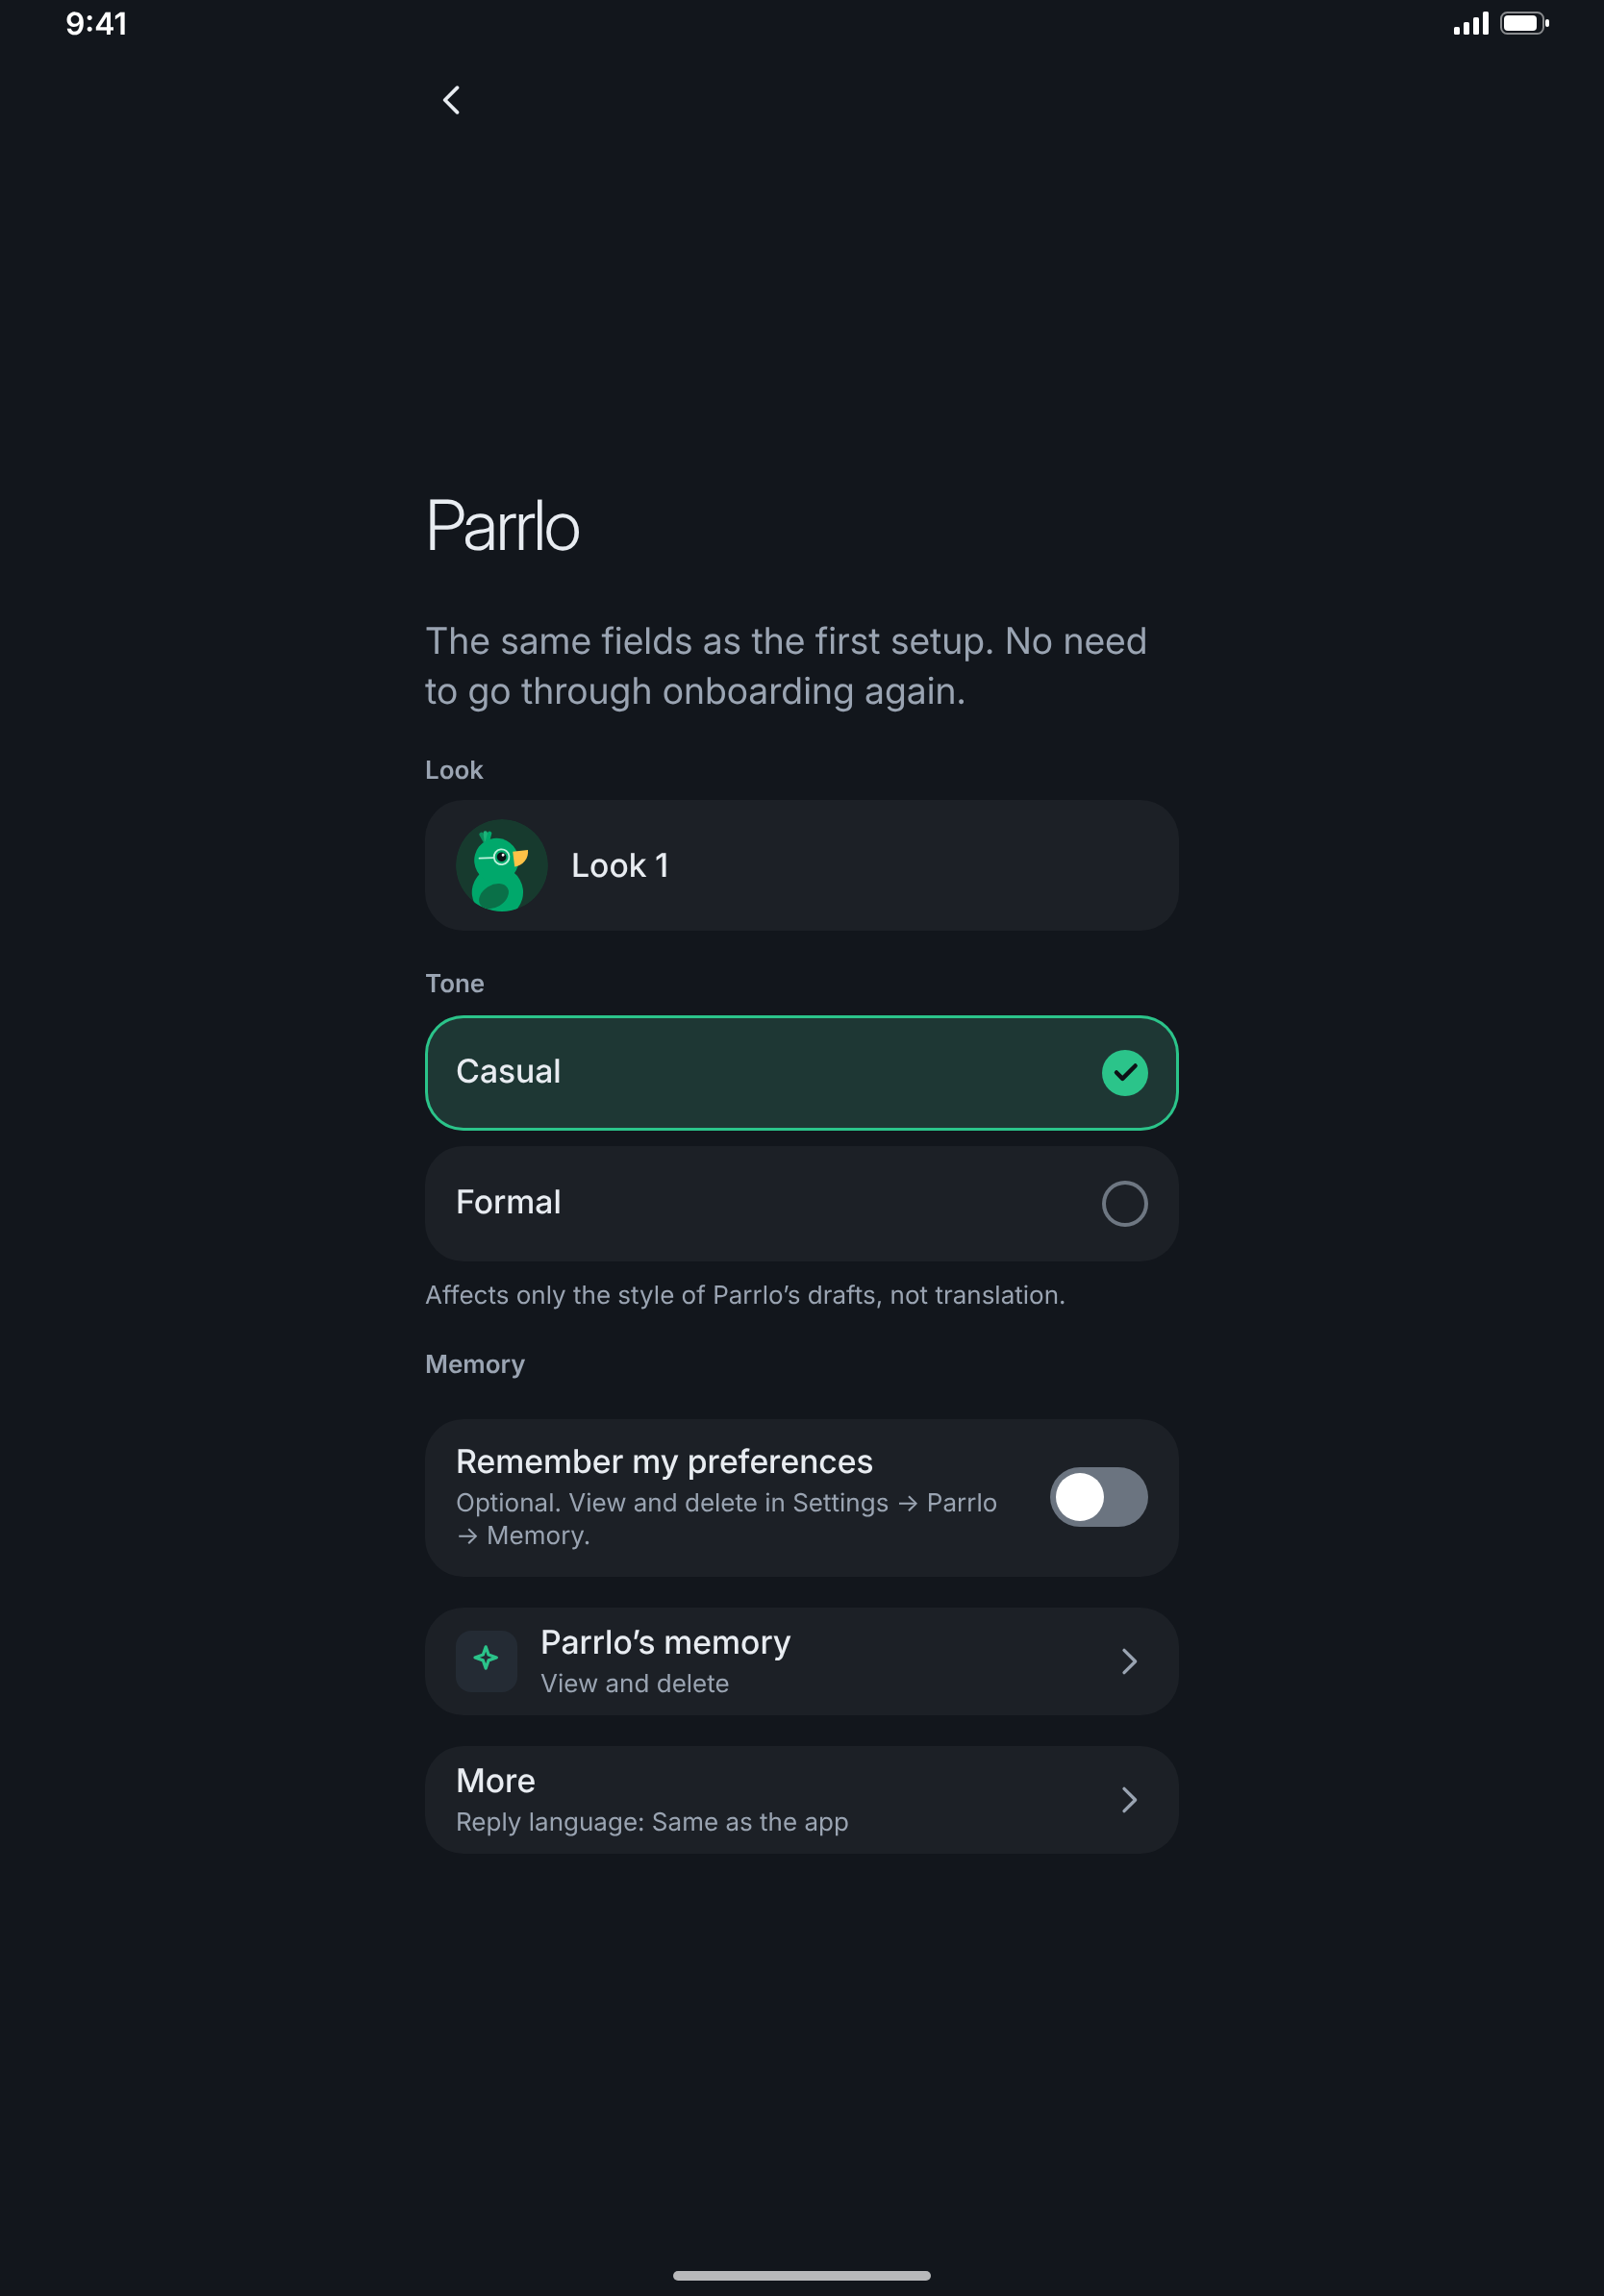 9:41
Parrlo
The same fields as the first setup. No need
to go through onboarding again.
Look
Look 1
Tone
Casual
Formal
Affects only the style of Parrlo’s drafts, not translation.
Memory
Remember my preferences
Optional. View and delete in Settings → Parrlo
→ Memory.
Parrlo’s memory
View and delete
More
Reply language: Same as the app